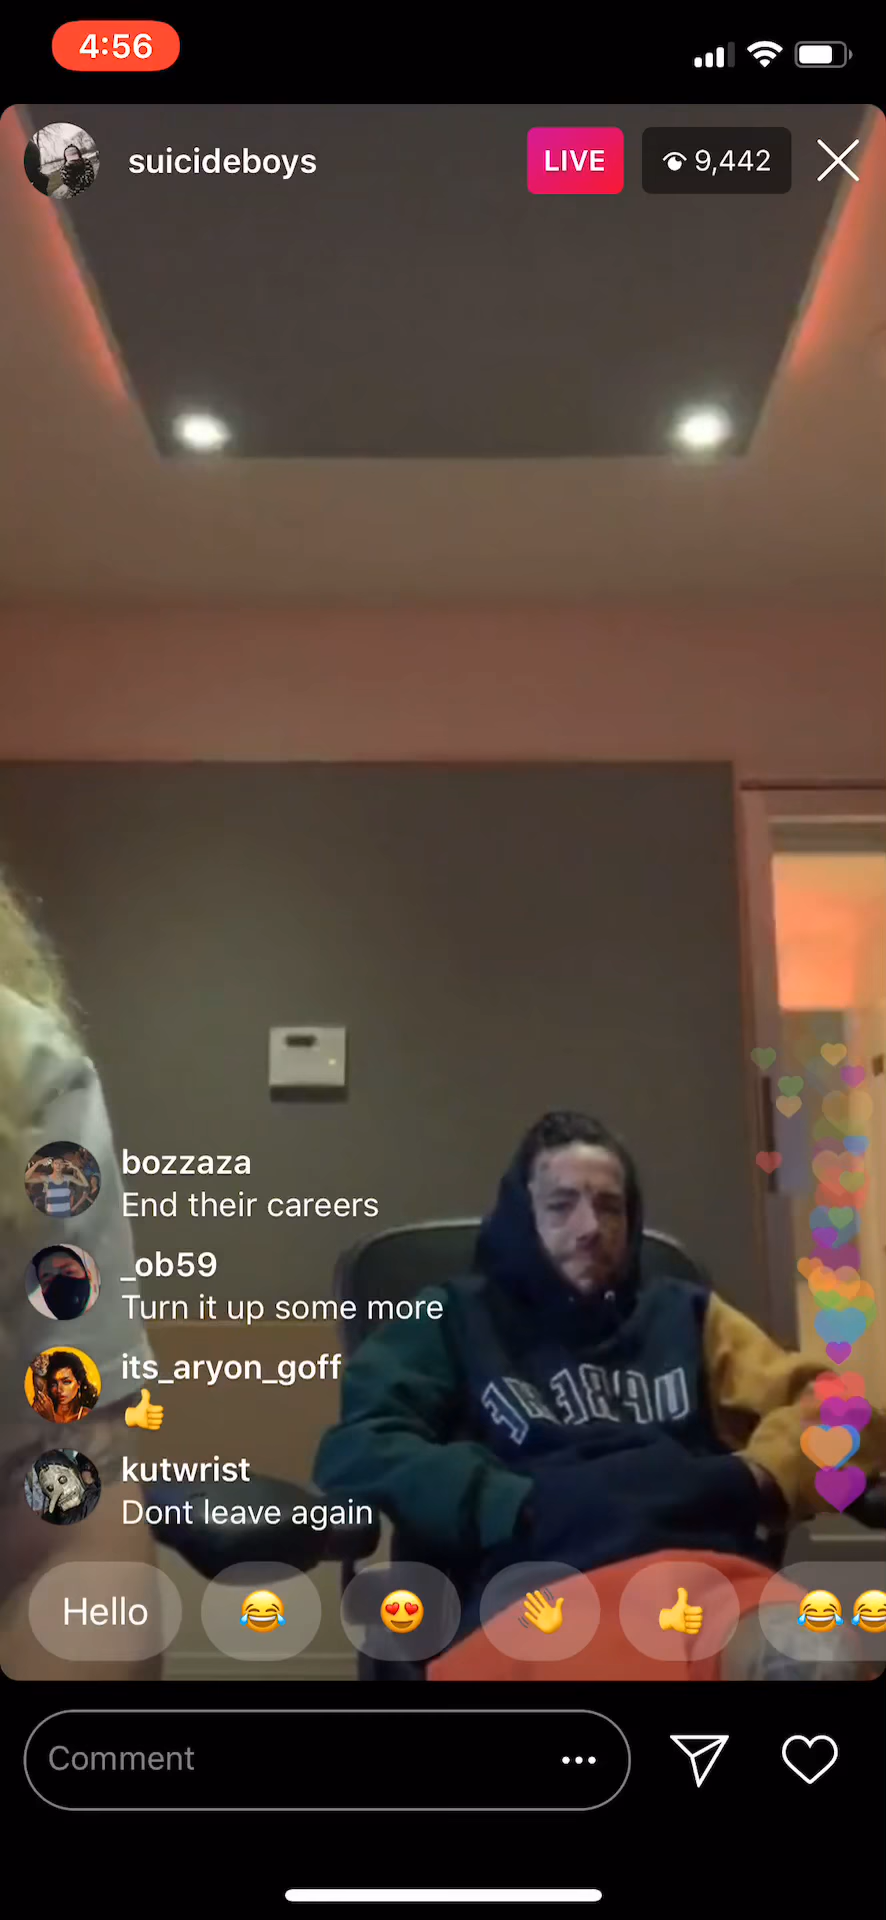 4:56
suicideboys
LIVE
9,442
bozzaza
End their careers
_ob59
Turn it up some more
its_aryon_goff
kutwrist
Dont leave again
Hello
Comment